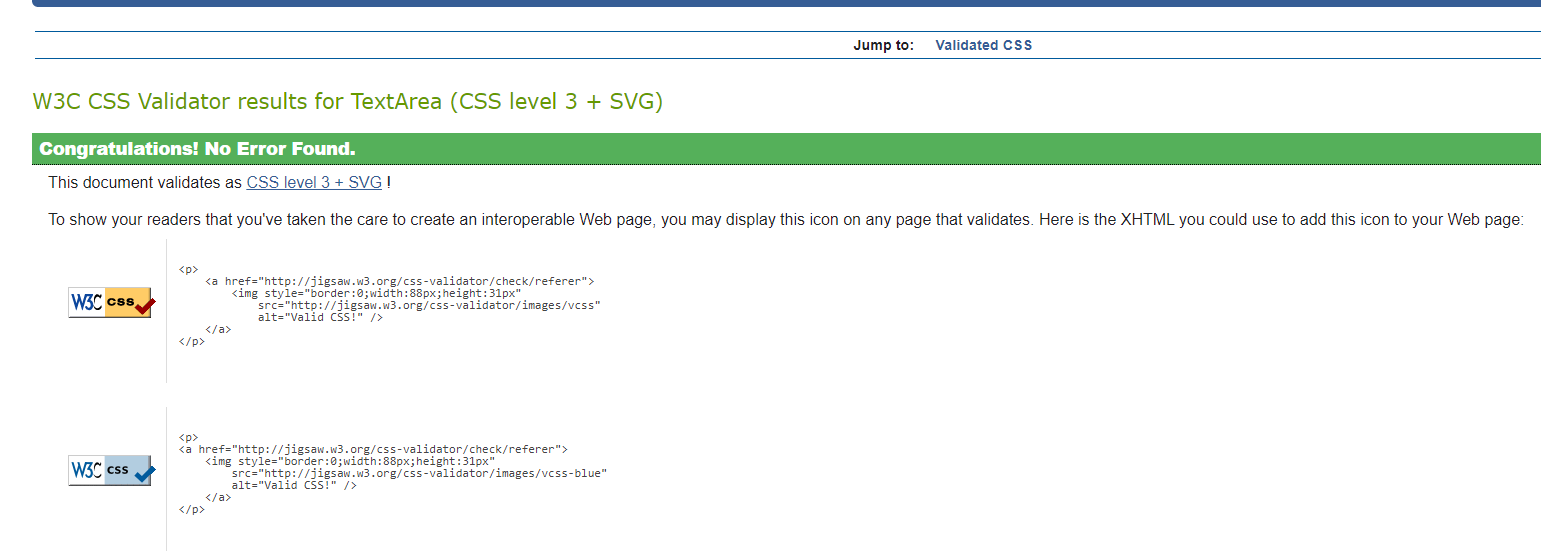 Jump to: Validated CSS
W3C CSS Validator results for TextArea (CSS level 3 + SVG)
Congratulations! No Error Found.
This document validates as CSS level 3 + SVG !
To show your readers that you've taken the care to create an interoperable Web page, you may display this icon on any page that validates. Here is the XHTML you could use to add this icon to your Web page:
W3C css
<p>
    <a href="http://jigsaw.w3.org/css-validator/check/referer">
        <img style="border:0;width:88px;height:31px"
            src="http://jigsaw.w3.org/css-validator/images/vcss"
            alt="Valid CSS!" />
    </a>
</p>
W3C css
<p>
<a href="http://jigsaw.w3.org/css-validator/check/referer">
    <img style="border:0;width:88px;height:31px"
        src="http://jigsaw.w3.org/css-validator/images/vcss-blue"
        alt="Valid CSS!" />
    </a>
</p>